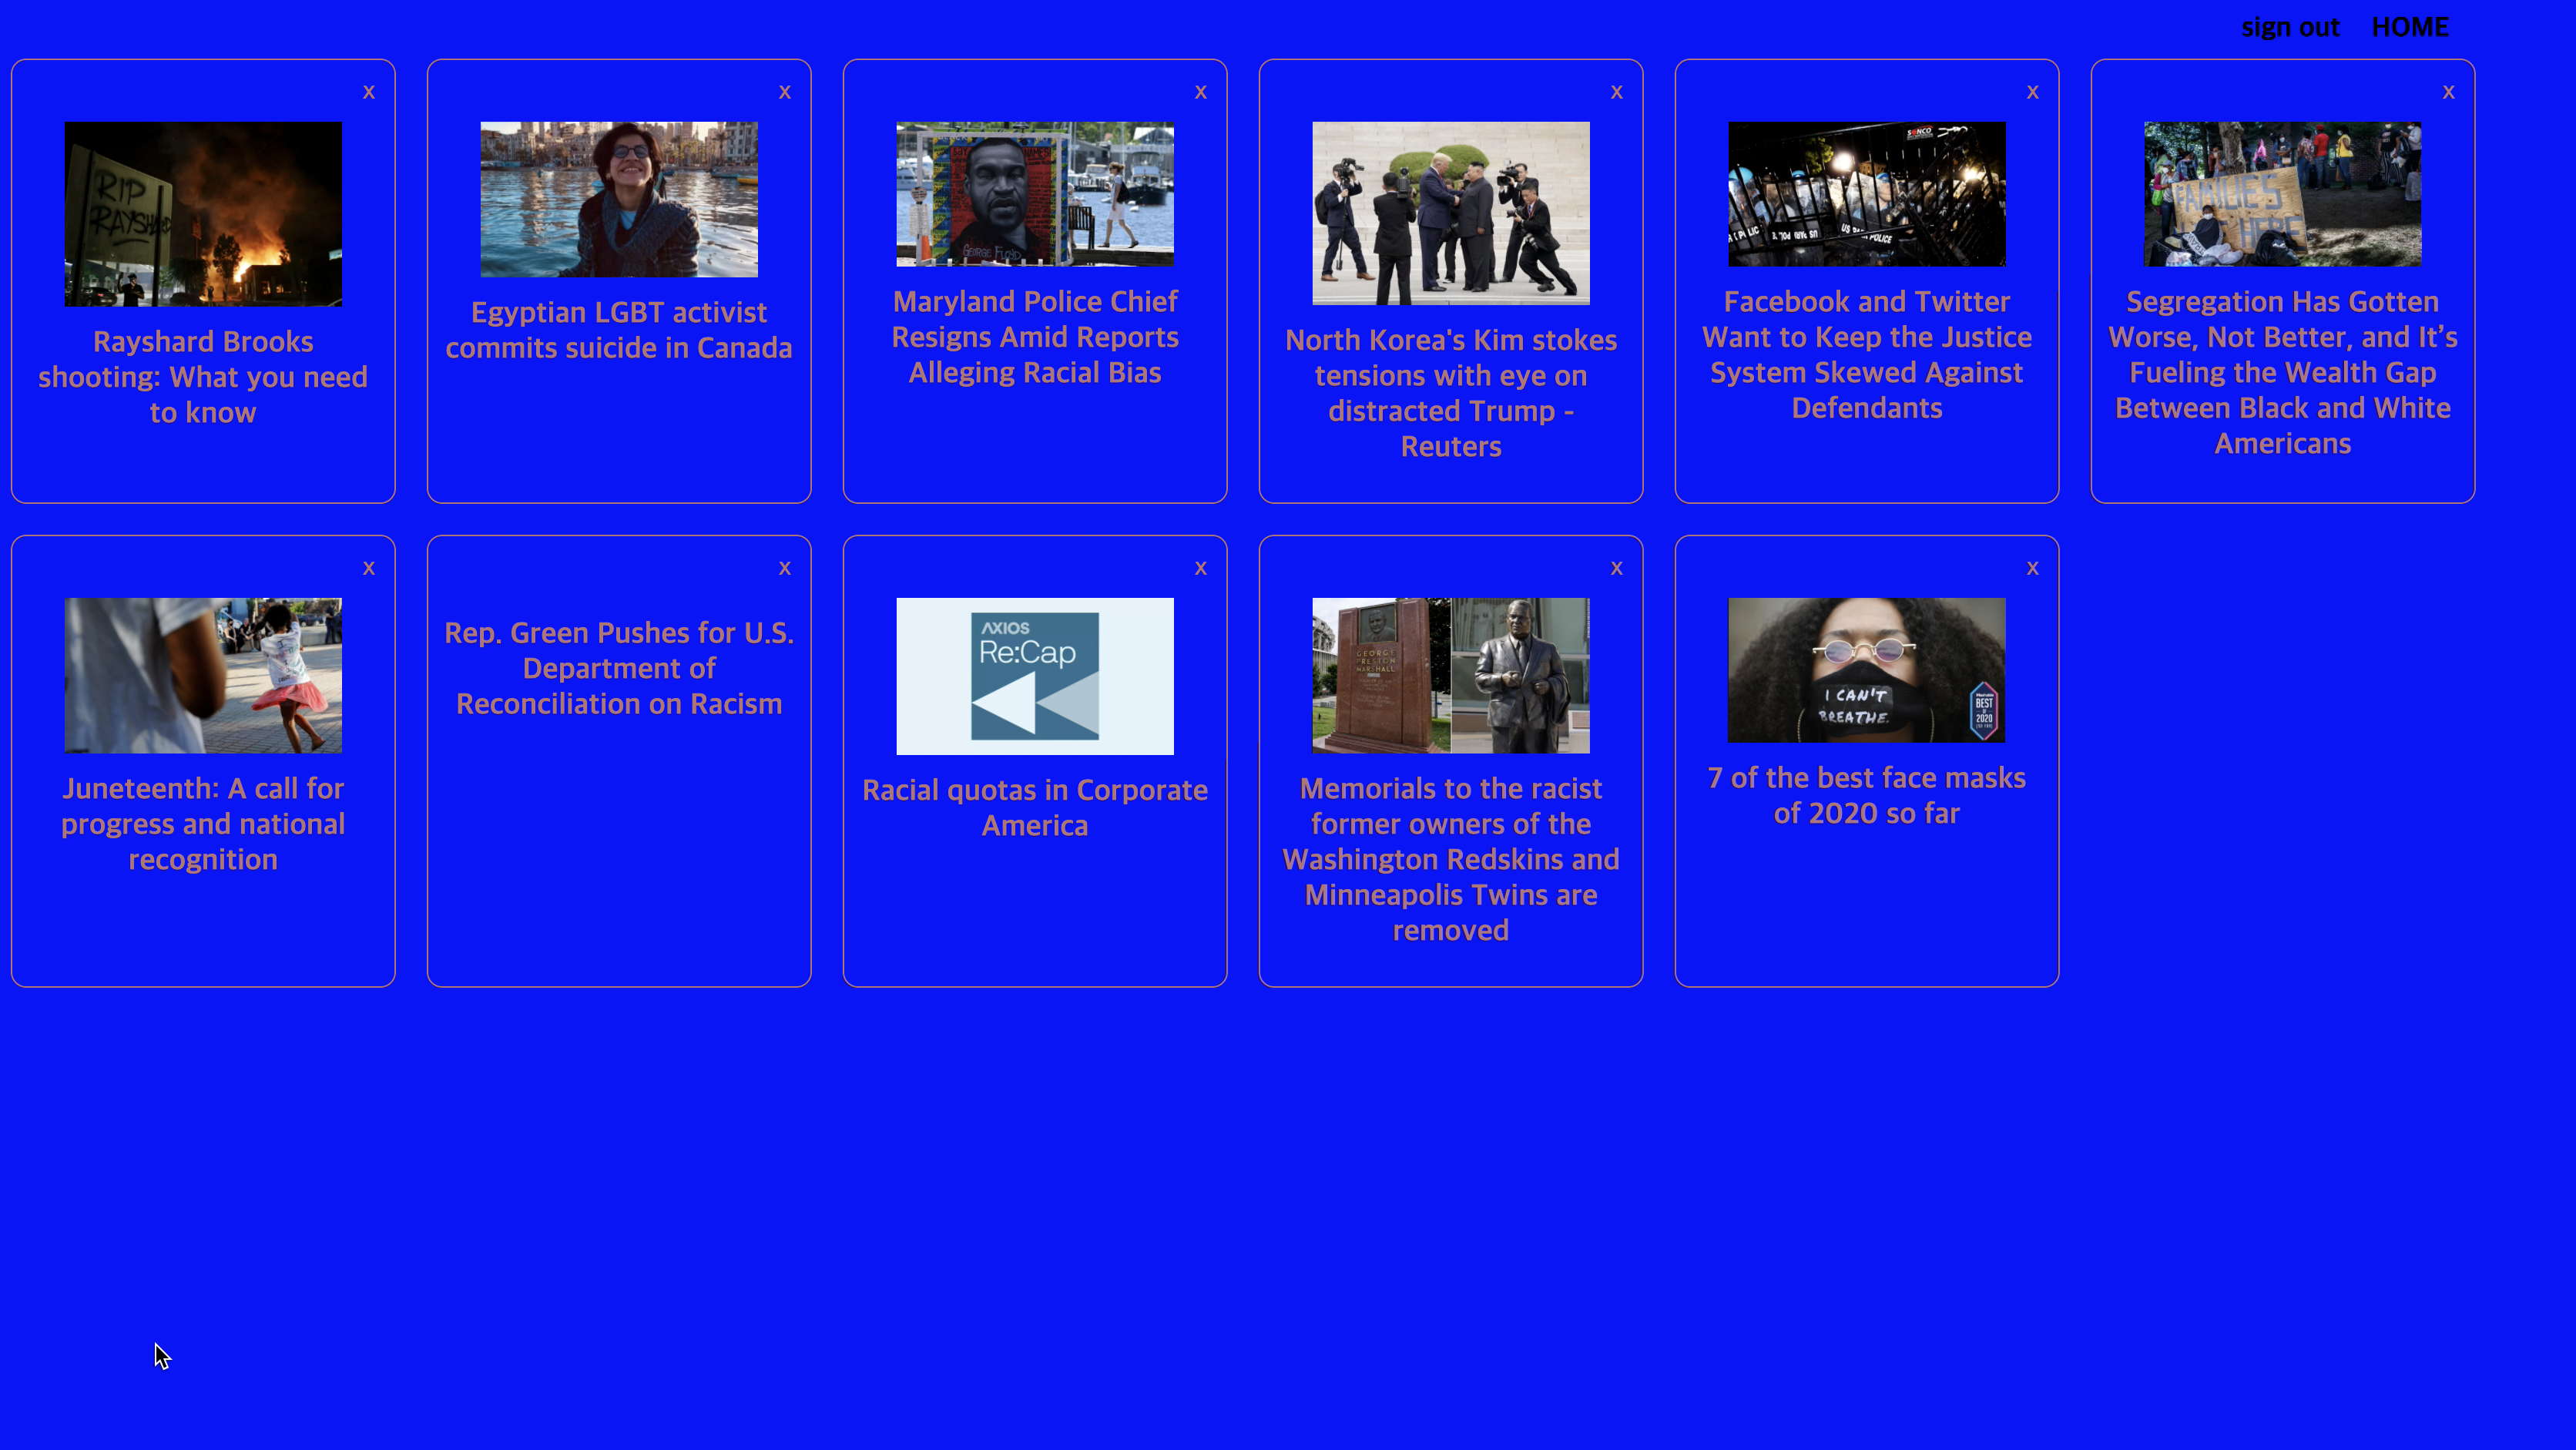 sign out HOME
x
x
x
x
x
x
RIP
RAYSHARD
GEORGE FLOYD
SONCO
US PARK POLICE
FAMILIES
HERE
Rayshard Brooks
shooting: What you need
to know
Egyptian LGBT activist
commits suicide in Canada
Maryland Police Chief
Resigns Amid Reports
Alleging Racial Bias
North Korea's Kim stokes
tensions with eye on
distracted Trump -
Reuters
Facebook and Twitter
Want to Keep the Justice
System Skewed Against
Defendants
Segregation Has Gotten
Worse, Not Better, and It’s
Fueling the Wealth Gap
Between Black and White
Americans
x
x
x
x
x
Juneteenth: A call for
progress and national
recognition
Rep. Green Pushes for U.S.
Department of
Reconciliation on Racism
AXIOS
Re:Cap
Racial quotas in Corporate
America
GEORGE
PRESTON
MARSHALL
Memorials to the racist
former owners of the
Washington Redskins and
Minneapolis Twins are
removed
I CAN'T
BREATHE.
Mashable
BEST
2020
(SO FAR)
7 of the best face masks
of 2020 so far